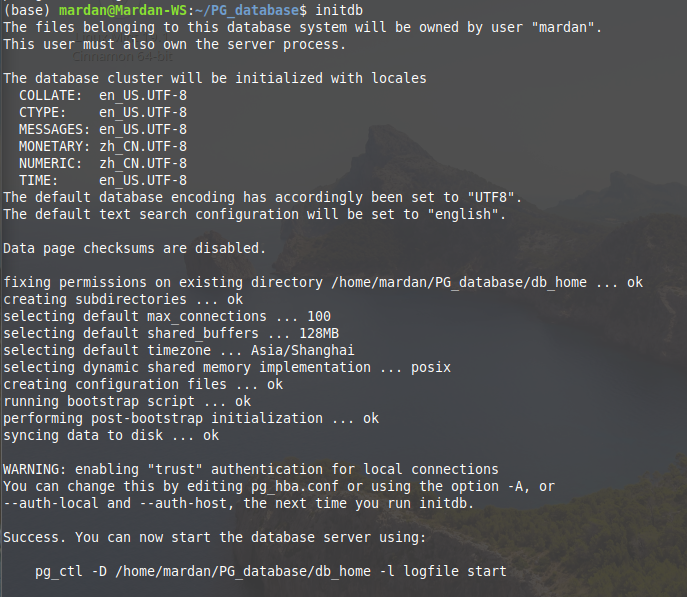 (base) mardan@Mardan-WS:~/PG_database$ initdb
The files belonging to this database system will be owned by user "mardan".
This user must also own the server process.
Cinnamon 64-bit
The database cluster will be initialized with locales
  COLLATE:  en_US.UTF-8
  CTYPE:    en_US.UTF-8
  MESSAGES: en_US.UTF-8
  MONETARY: zh_CN.UTF-8
  NUMERIC:  zh_CN.UTF-8
  TIME:     en_US.UTF-8
The default database encoding has accordingly been set to "UTF8".
The default text search configuration will be set to "english".
Data page checksums are disabled.
fixing permissions on existing directory /home/mardan/PG_database/db_home ... ok
creating subdirectories ... ok
selecting default max_connections ... 100
selecting default shared_buffers ... 128MB
selecting default timezone ... Asia/Shanghai
selecting dynamic shared memory implementation ... posix
creating configuration files ... ok
running bootstrap script ... ok
performing post-bootstrap initialization ... ok
syncing data to disk ... ok
WARNING: enabling "trust" authentication for local connections
You can change this by editing pg_hba.conf or using the option -A, or
--auth-local and --auth-host, the next time you run initdb.
Success. You can now start the database server using:
    pg_ctl -D /home/mardan/PG_database/db_home -l logfile start